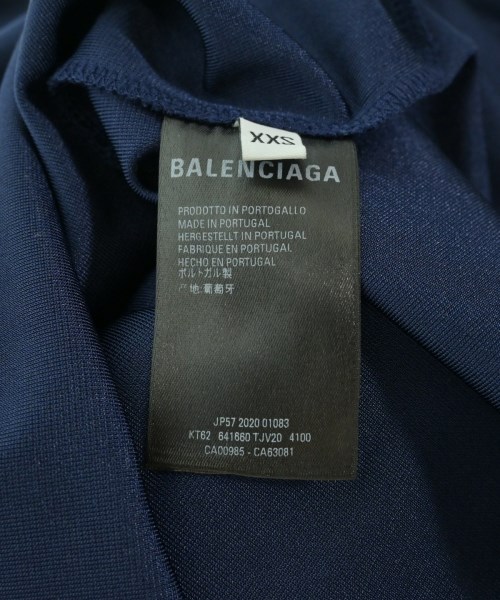 XXS
BALENCIAGA
PRODOTTO IN PORTOGALLO
MADE IN PORTUGAL
HERGESTELLT IN PORTUGAL
FABRIQUE EN PORTUGAL
HECHO EN PORTUGAL
ポルトガル製
产地:葡萄牙
JP57 2020 01083
KT62 641660 TJV20 4100
CA00985 - CA63081